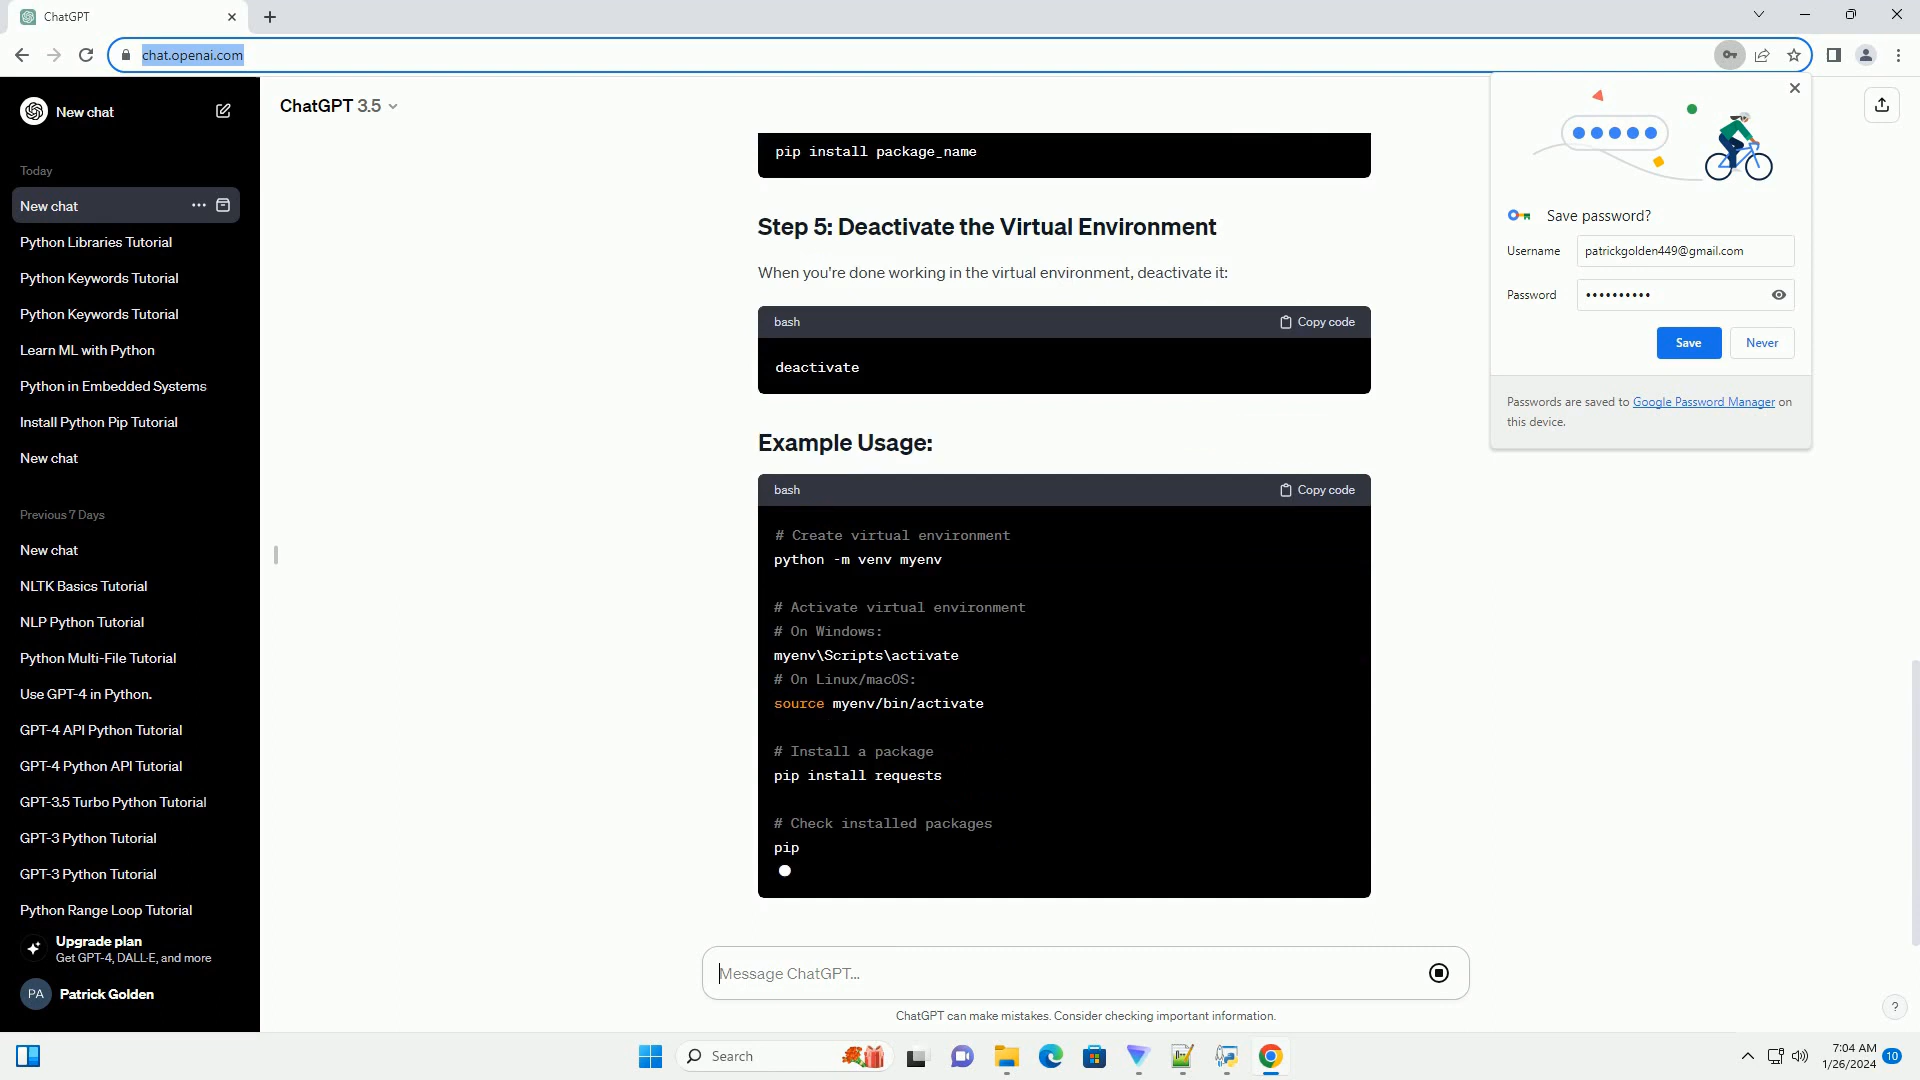 ChatGPT
chat.openai.com
New chat
Today
New chat
Python Libraries Tutorial
Python Keywords Tutorial
Python Keywords Tutorial
Learn ML with Python
Python in Embedded Systems
Install Python Pip Tutorial
New chat
Previous 7 Days
New chat
NLTK Basics Tutorial
NLP Python Tutorial
Python Multi-File Tutorial
Use GPT-4 in Python.
GPT-4 API Python Tutorial
GPT-4 Python API Tutorial
GPT-3.5 Turbo Python Tutorial
GPT-3 Python Tutorial
GPT-3 Python Tutorial
Python Range Loop Tutorial
Upgrade plan
Get GPT-4, DALL·E, and more
PA Patrick Golden
ChatGPT 3.5
pip install package_name
Step 5: Deactivate the Virtual Environment
When you're done working in the virtual environment, deactivate it:
bash Copy code
deactivate
Example Usage:
bash Copy code
# Create virtual environment
python -m venv myenv
# Activate virtual environment
# On Windows:
myenv\Scripts\activate
# On Linux/macOS:
source myenv/bin/activate
# Install a package
pip install requests
# Check installed packages
pip
Message ChatGPT...
ChatGPT can make mistakes. Consider checking important information.
Save password?
Username patrickgolden449@gmail.com
Password ••••••••••
Save Never
Passwords are saved to Google Password Manager on
this device.
?
Search
7:04 AM
1/26/2024 10